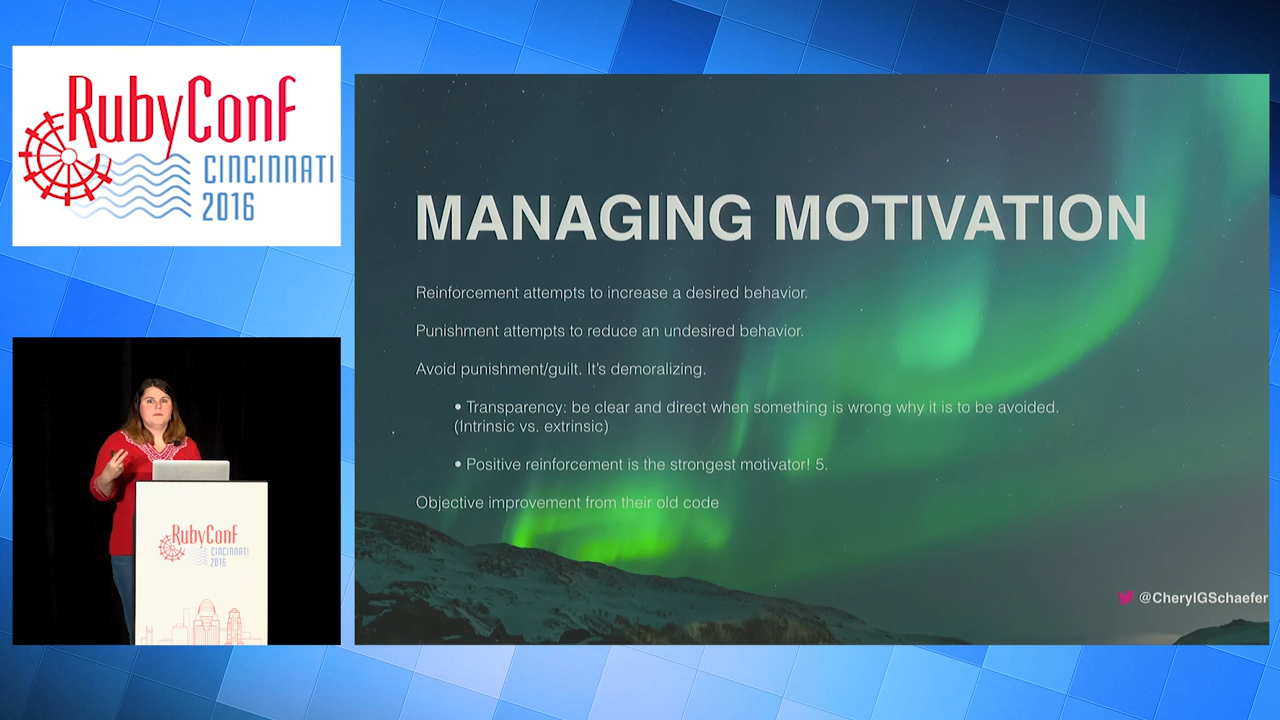 RubyConf
CINCINNATI
2016
MANAGING MOTIVATION
Reinforcement attempts to increase a desired behavior.
Punishment attempts to reduce an undesired behavior.
Avoid punishment/guilt. It's demoralizing.
• Transparency: be clear and direct when something is wrong why it is to be avoided.
(Intrinsic vs. extrinsic)
• Positive reinforcement is the strongest motivator! 5.
Objective improvement from their old code
@CherylGSchaefer
RubyConf
CINCINNATI
2016